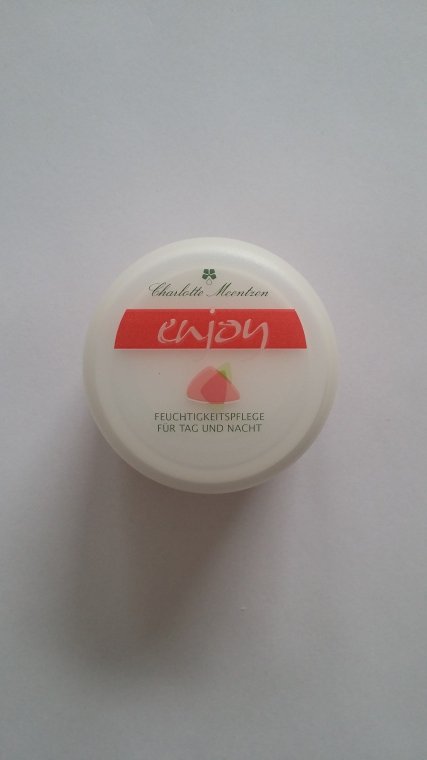 Charlotte Meentzen
enjoy
FEUCHTIGKEITSPFLEGE
FÜR TAG UND NACHT